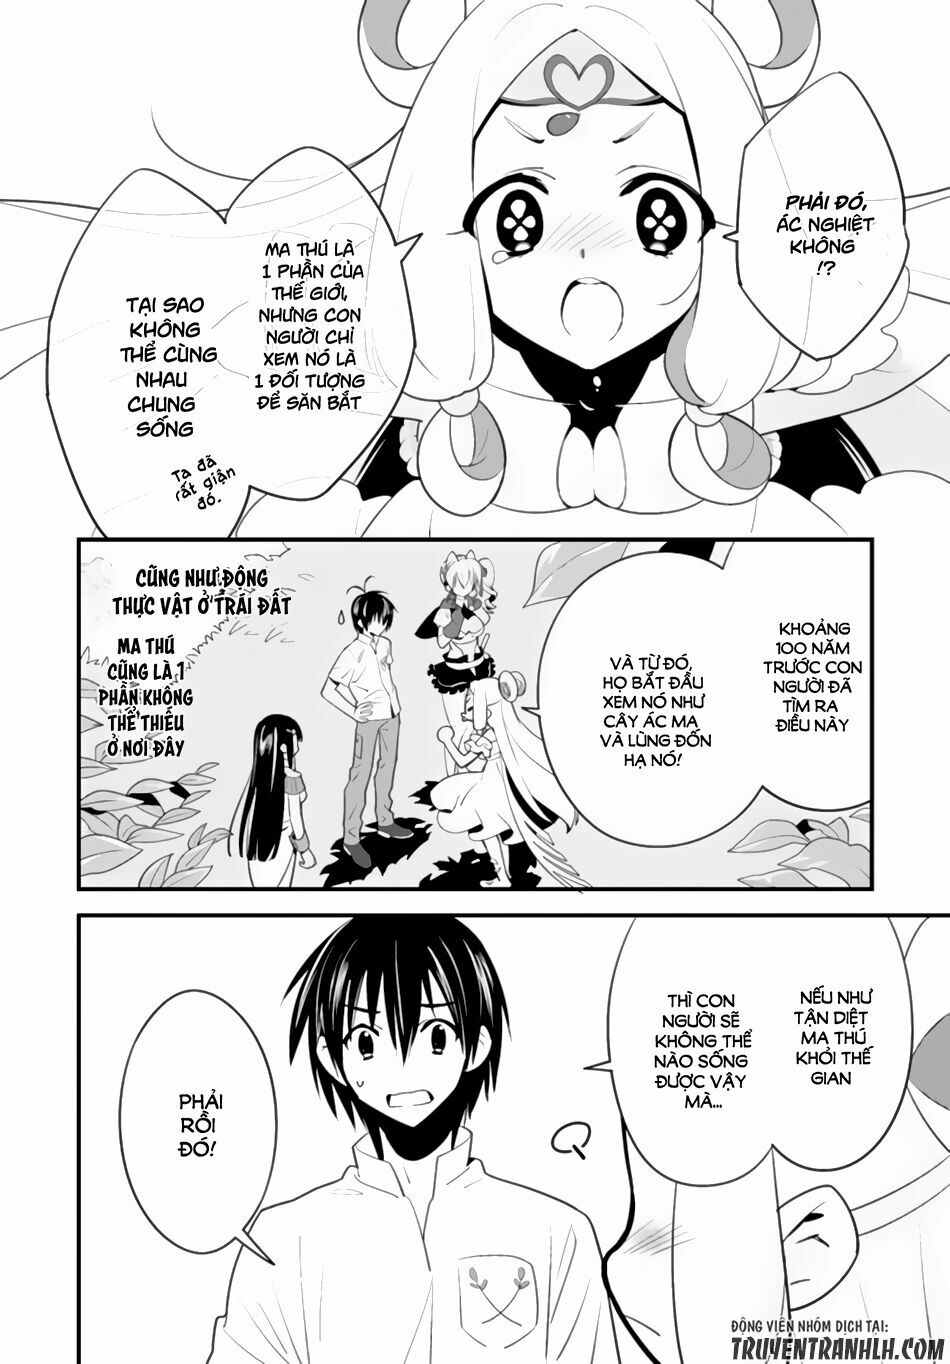 PHẢI ĐÓ,
ÁC NGHIỆT
KHÔNG
!?
MA THÚ LÀ
1 PHẦN CỦA
THẾ GIỚI,
NHƯNG CON
NGƯỜI CHỈ
XEM NÓ LÀ
1 ĐỐI TƯỢNG
ĐỂ SĂN BẮT
TẠI SAO
KHÔNG
THỂ CÙNG
NHAU
CHUNG
SỐNG
Ta đã
rất giận
đó.
KHOẢNG
100 NĂM
TRƯỚC CON
NGƯỜI ĐÃ
TÌM RA
ĐIỀU NÀY
VÀ TỪ ĐÓ,
HỌ BẮT ĐẦU
XEM NÓ NHƯ
CÂY ÁC MA
VÀ LÙNG ĐỐN
HẠ NÓ!
CŨNG NHƯ ĐỘNG
THỰC VẬT Ở TRÁI ĐẤT
MA THÚ
CŨNG LÀ 1
PHẦN KHÔNG
THỂ THIẾU
Ở NƠI ĐÂY
NẾU NHƯ
TẬN DIỆT
MA THÚ
KHỎI THẾ
GIAN
THÌ CON
NGƯỜI SẼ
KHÔNG THỂ
NÀO SỐNG
ĐƯỢC VẬY
MÀ...
PHẢI
RỒI
ĐÓ!
ĐỘNG VIÊN NHÓM DỊCH TẠI:
TRUYENTRANHLH.COM